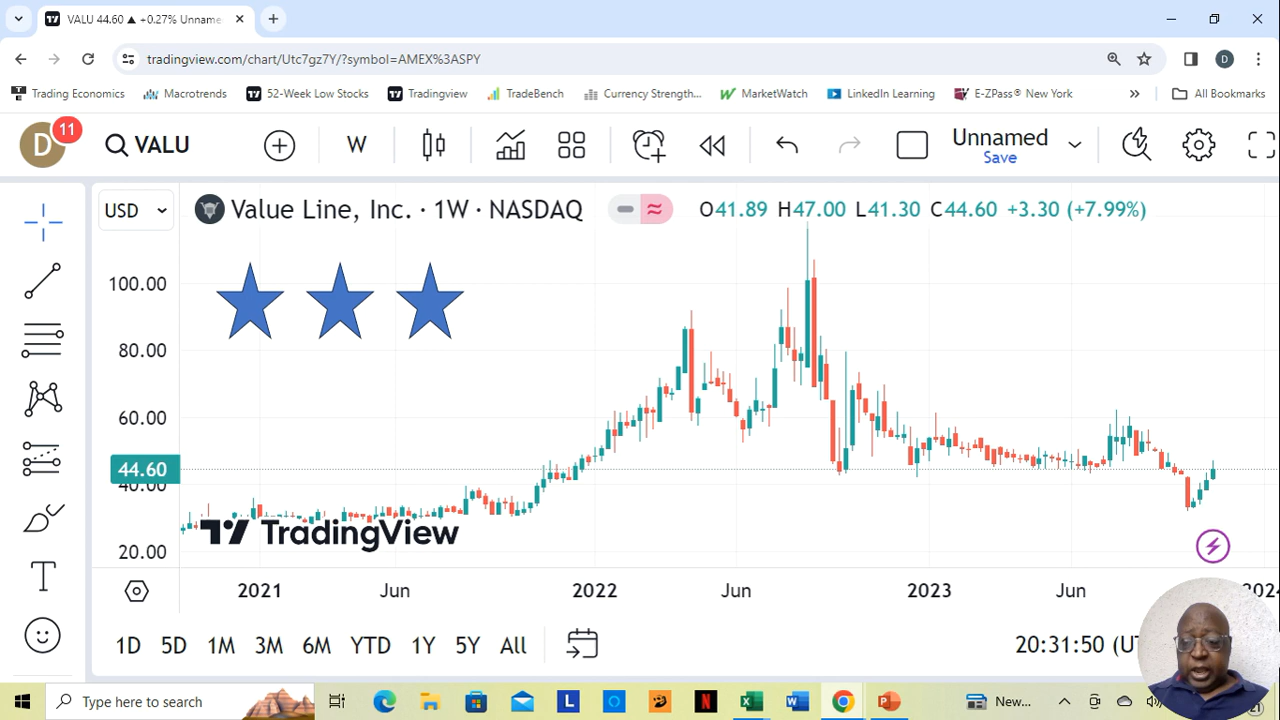 VALU 44.60 ▲ +0.27% Unname
tradingview.com/chart/Utc7gz7Y/?symbol=AMEX%3ASPY
Trading Economics Macrotrends 52-Week Low Stocks Tradingview TradeBench Currency Strength... MarketWatch LinkedIn Learning E-ZPass® New York » All Bookmarks
D 11 VALU W Unnamed
Save
USD Value Line, Inc. · 1W · NASDAQ O41.89 H47.00 L41.30 C44.60 +3.30 (+7.99%)
100.00
80.00
60.00
44.60
40.00
20.00
TradingView
2021 Jun 2022 Jun 2023 Jun 2024
1D 5D 1M 3M 6M YTD 1Y 5Y All 20:31:50 (UT
Type here to search L N New...
21